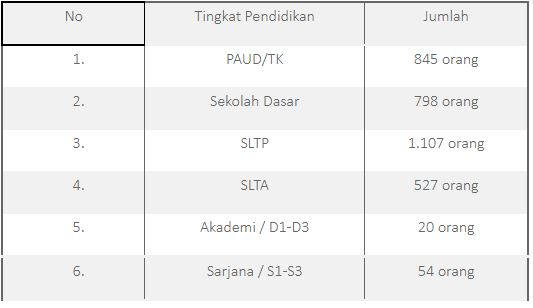 No Tingkat Pendidikan Jumlah
1. PAUD/TK 845 orang
2. Sekolah Dasar 798 orang
3. SLTP 1.107 orang
4. SLTA 527 orang
5. Akademi / D1-D3 20 orang
6. Sarjana / S1-S3 54 orang